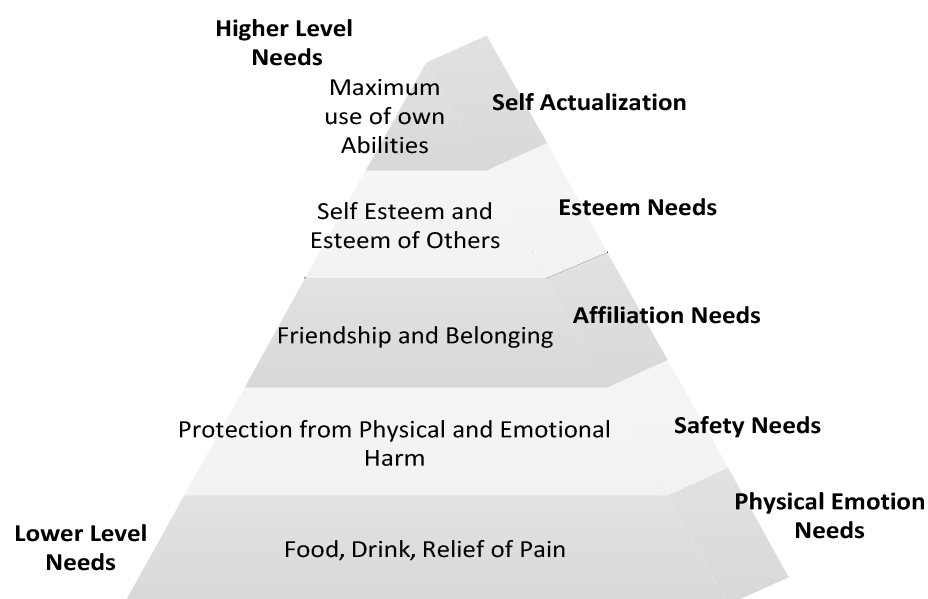 Higher Level
Needs
Maximum
use of own
Abilities
Self Actualization
Self Esteem and
Esteem of Others
Esteem Needs
Friendship and Belonging
Affiliation Needs
Protection from Physical and Emotional
Harm
Safety Needs
Physical Emotion
Needs
Lower Level
Needs
Food, Drink, Relief of Pain